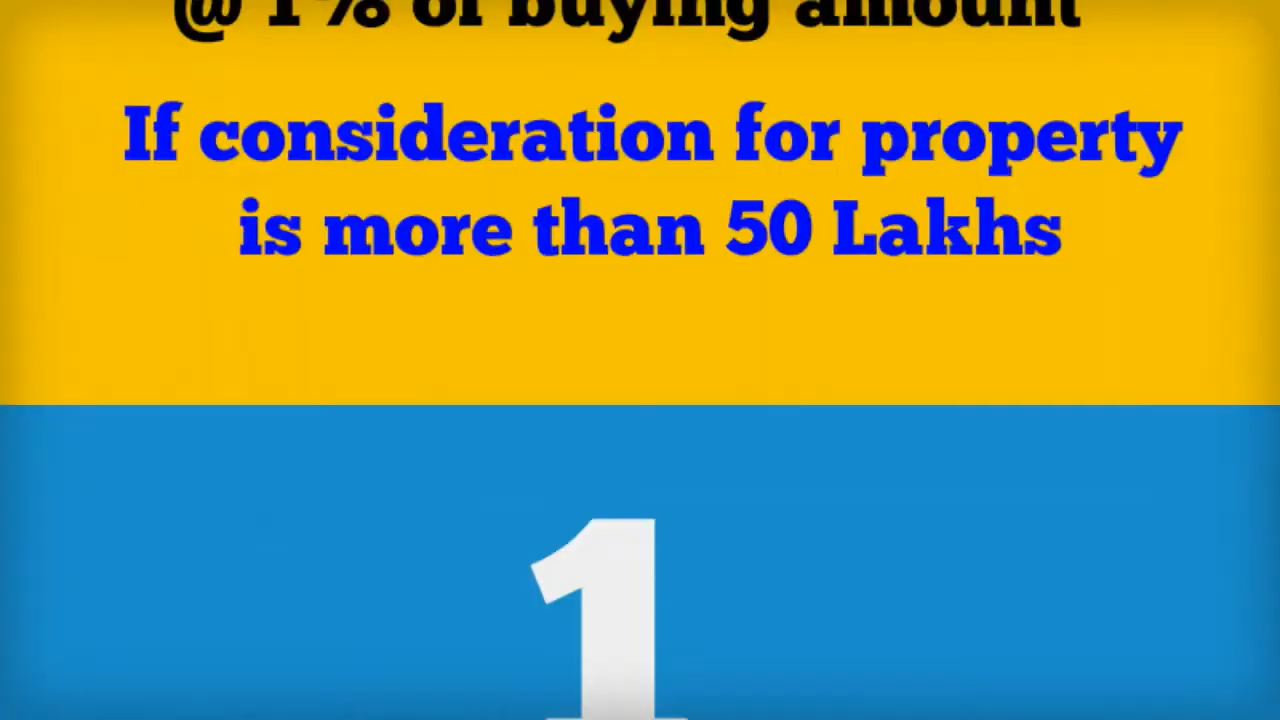 @ 1% of buying amount
If consideration for property
is more than 50 Lakhs
1